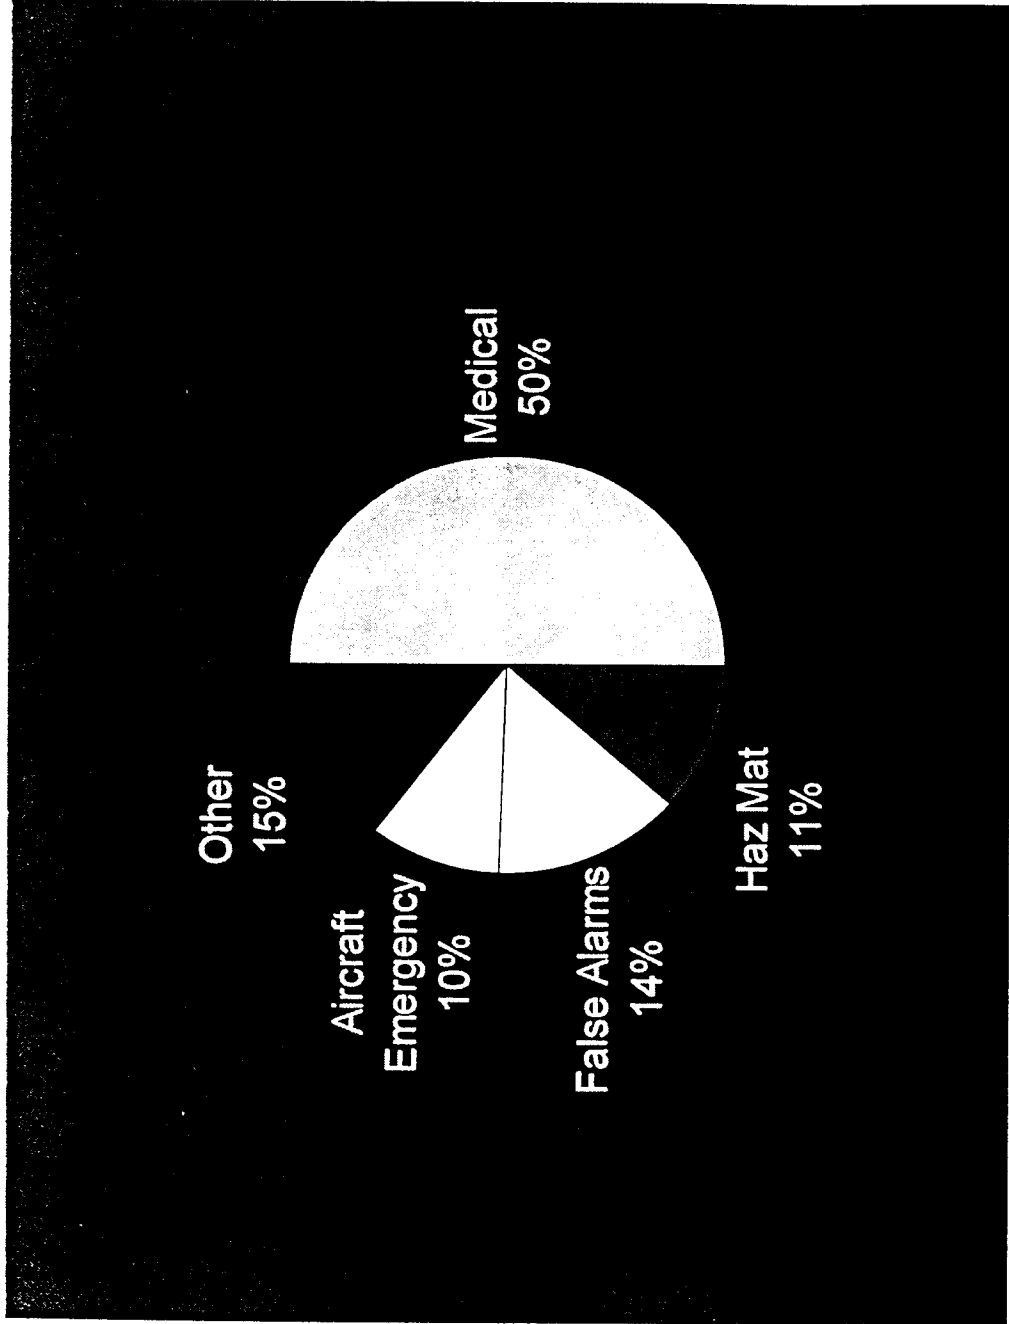 Other
15%
Aircraft
Emergency
10%
False Alarms
14%
Haz Mat
11%
Medical
50%